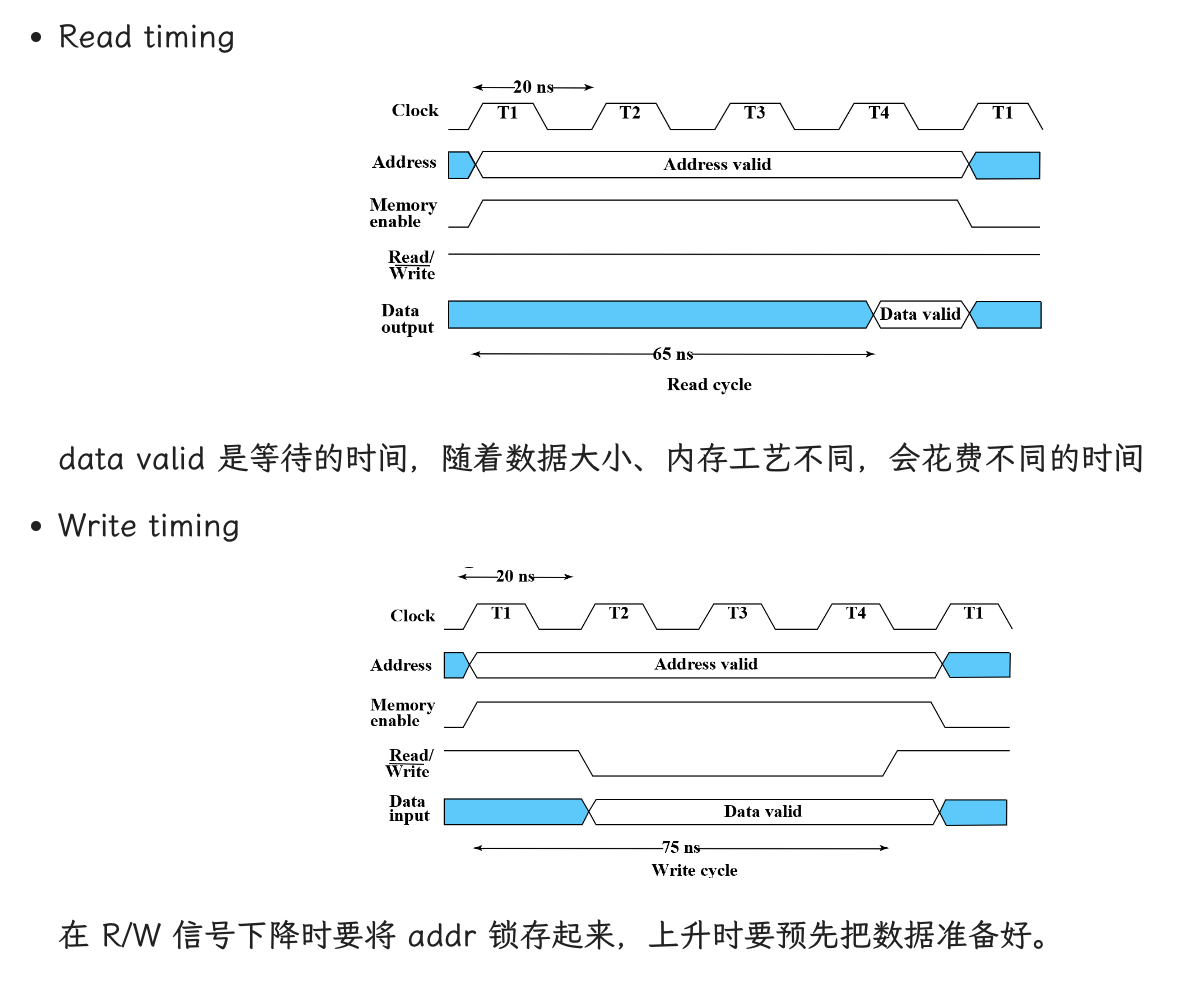 • Read timing
20 ns
Clock T1 T2 T3 T4 T1
Address Address valid
Memory
enable
Read/
Write
Data
output Data valid
65 ns
Read cycle
data valid 是等待的时间，随着数据大小、内存工艺不同，会花费不同的时间
• Write timing
20 ns
Clock T1 T2 T3 T4 T1
Address Address valid
Memory
enable
Read/
Write
Data
input Data valid
75 ns
Write cycle
在 R/W 信号下降时要将 addr 锁存起来，上升时要预先把数据准备好。